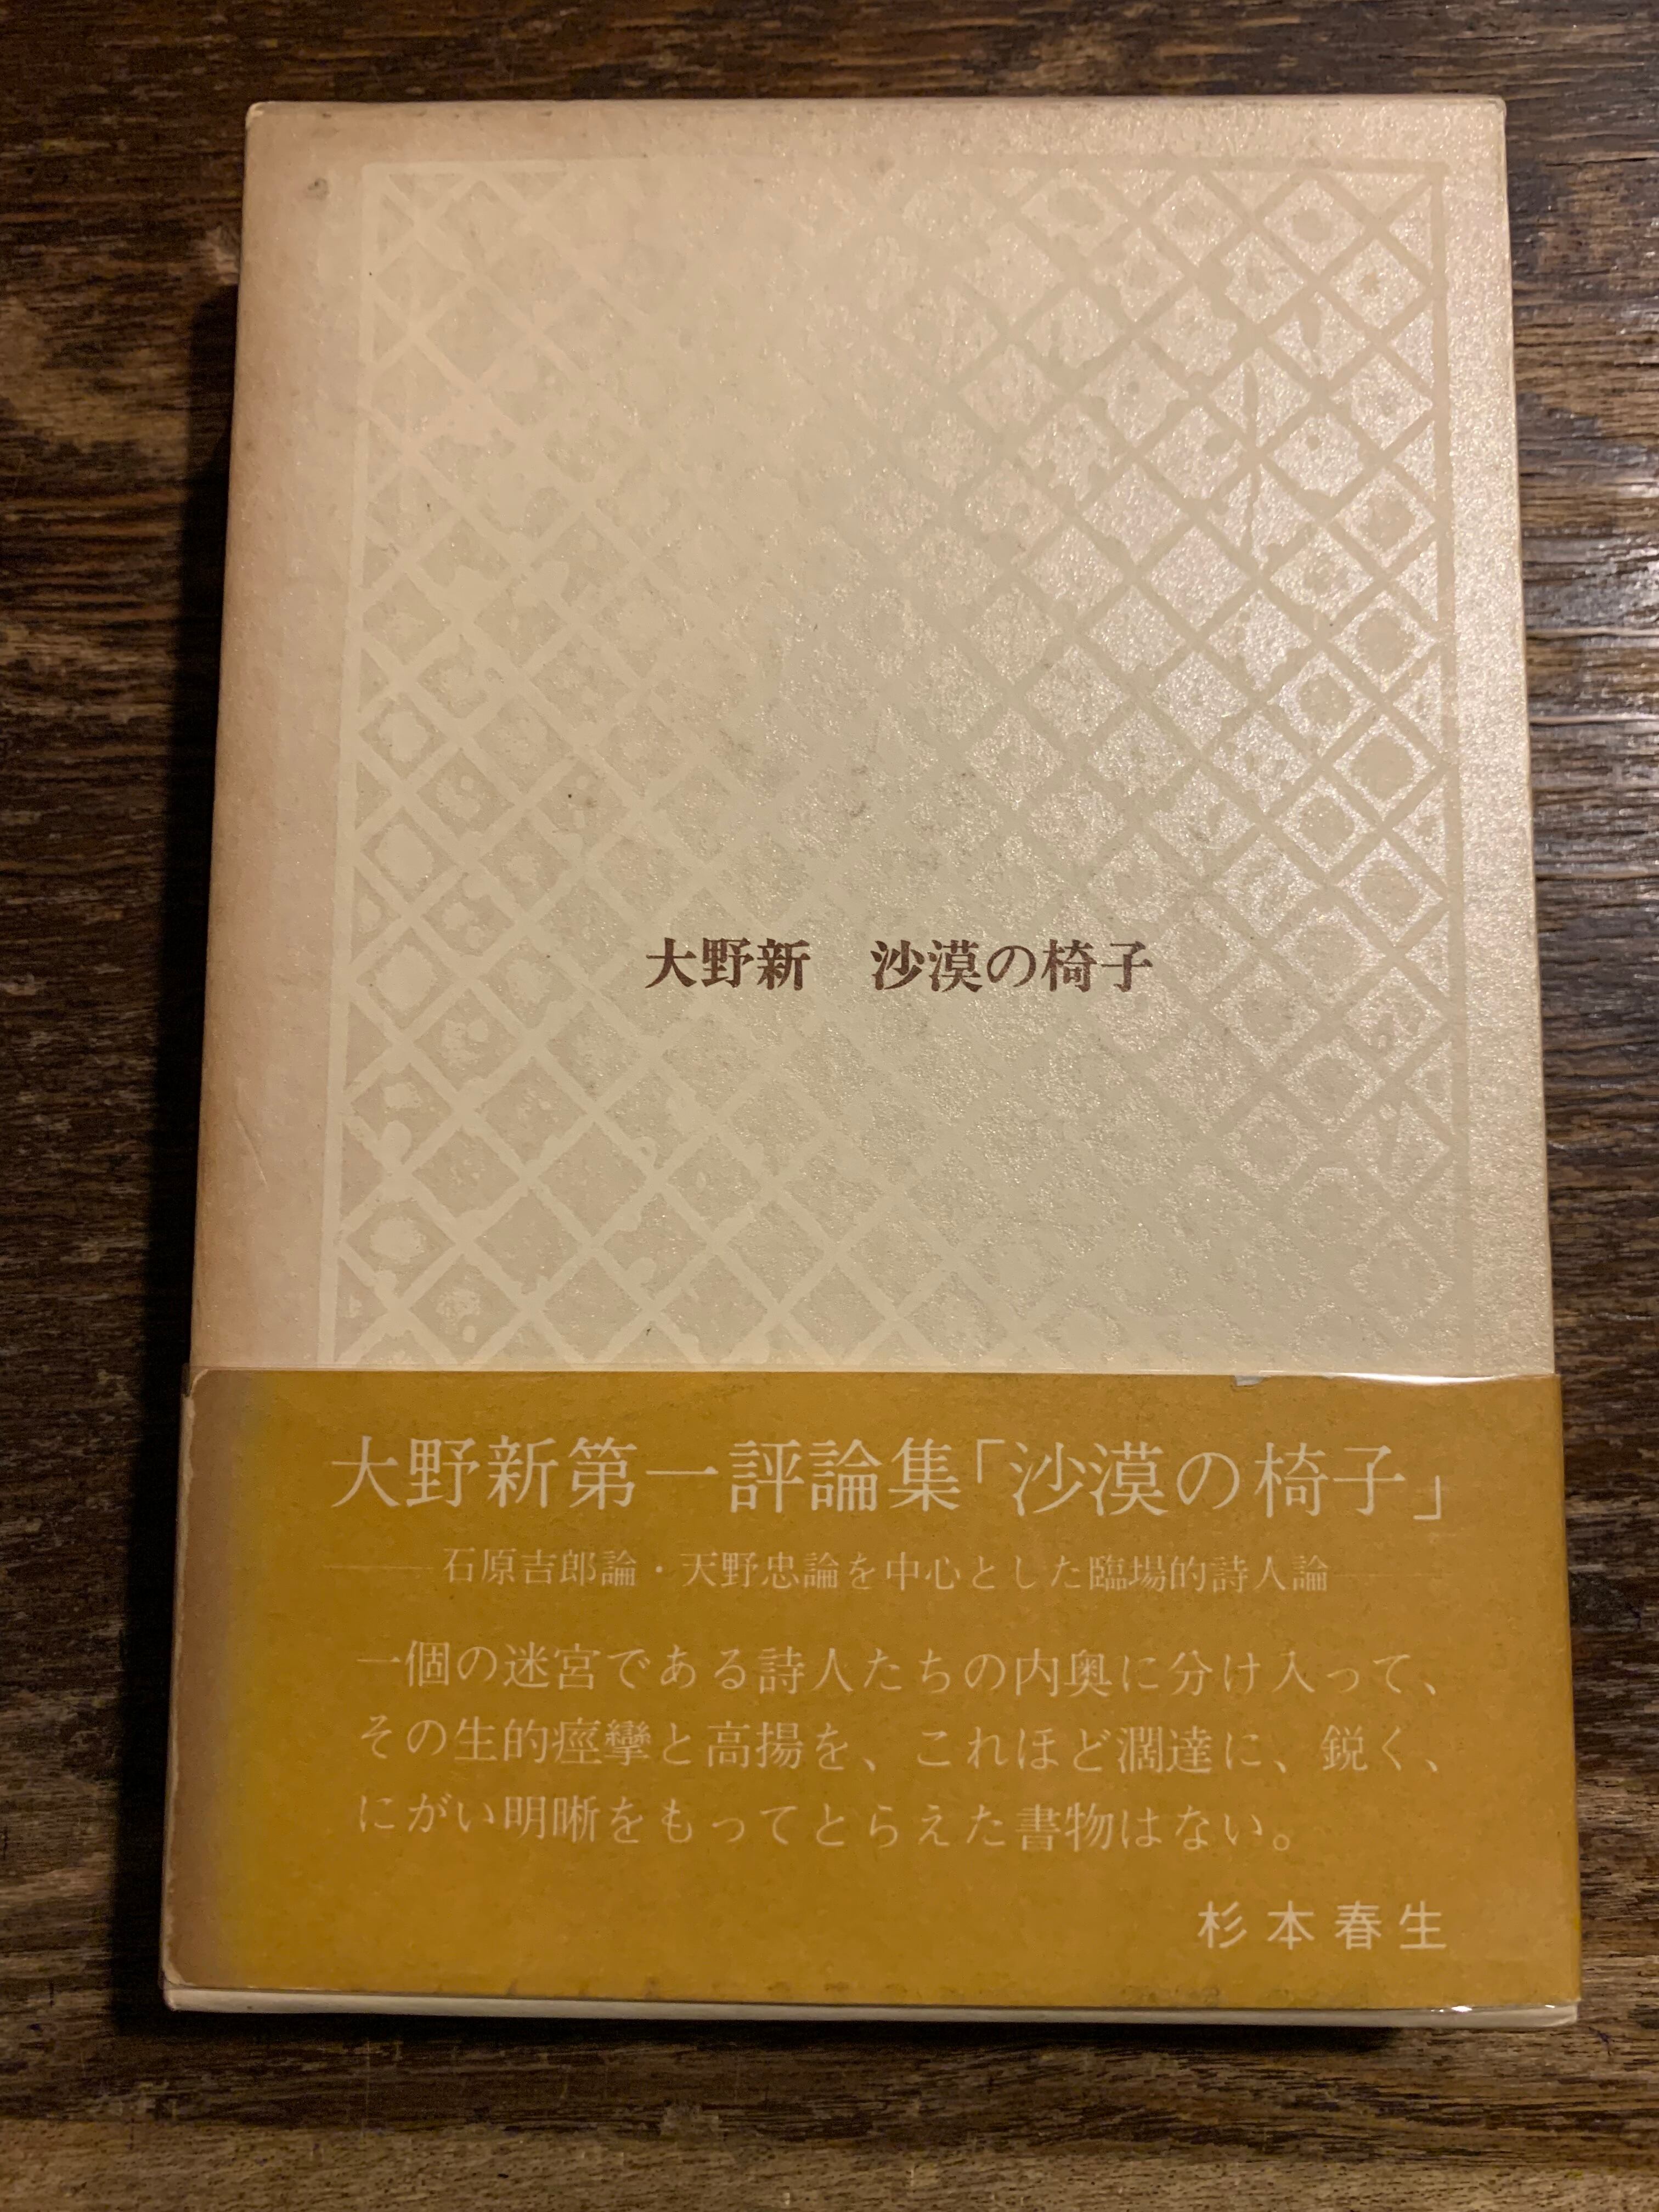 大野新　沙漠の椅子
大野新第一評論集「沙漠の椅子」
――石原吉郎論・天野忠論を中心とした臨場的詩人論――
一個の迷宮である詩人たちの内奥に分け入って、
その生的痙攣と高揚を、これほど濶達に、鋭く、
にがい明晰をもってとらえた書物はない。
杉本春生